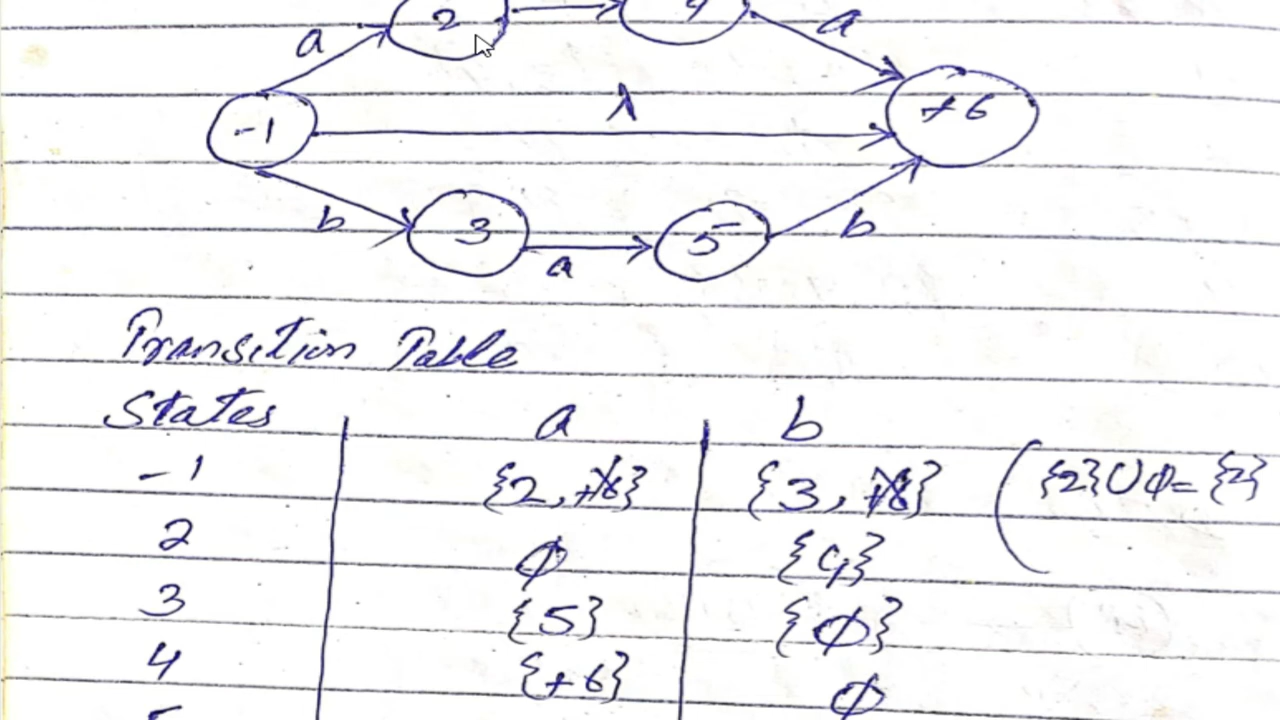 2 4
a a
λ
-1 +6
b 3 a 5 b
Transition Table
States a b
-1 {2, +6} {3, +6} ({2}∪ϕ={2}
2 ϕ {4}
3 {5} {ϕ}
4 {+6} ϕ